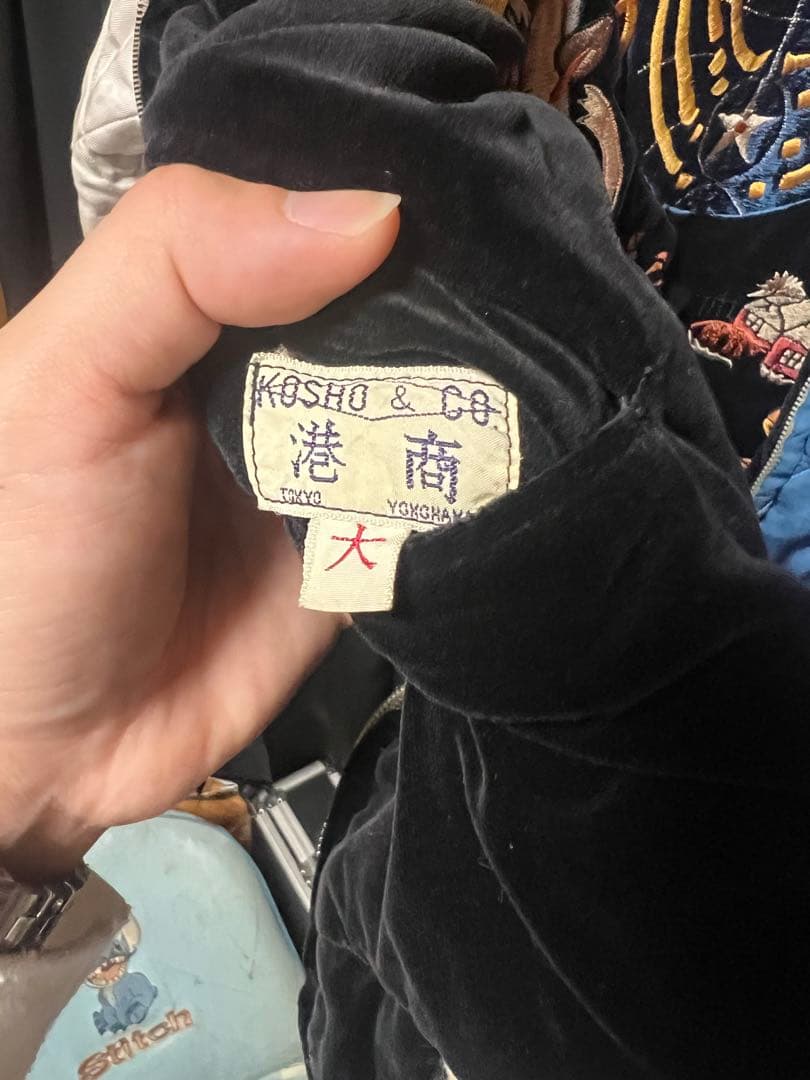 KOSHO & CO
港 商
TOKYO YOKOHAMA
大
Stitch